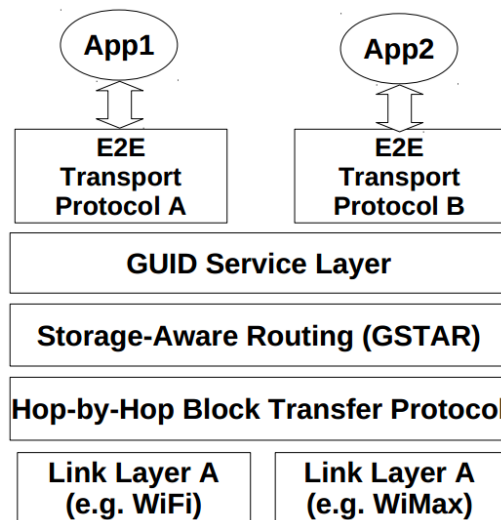 App1
App2
E2E
Transport
Protocol A
E2E
Transport
Protocol B
GUID Service Layer
Storage-Aware Routing (GSTAR)
Hop-by-Hop Block Transfer Protocol
Link Layer A
(e.g. WiFi)
Link Layer A
(e.g. WiMax)